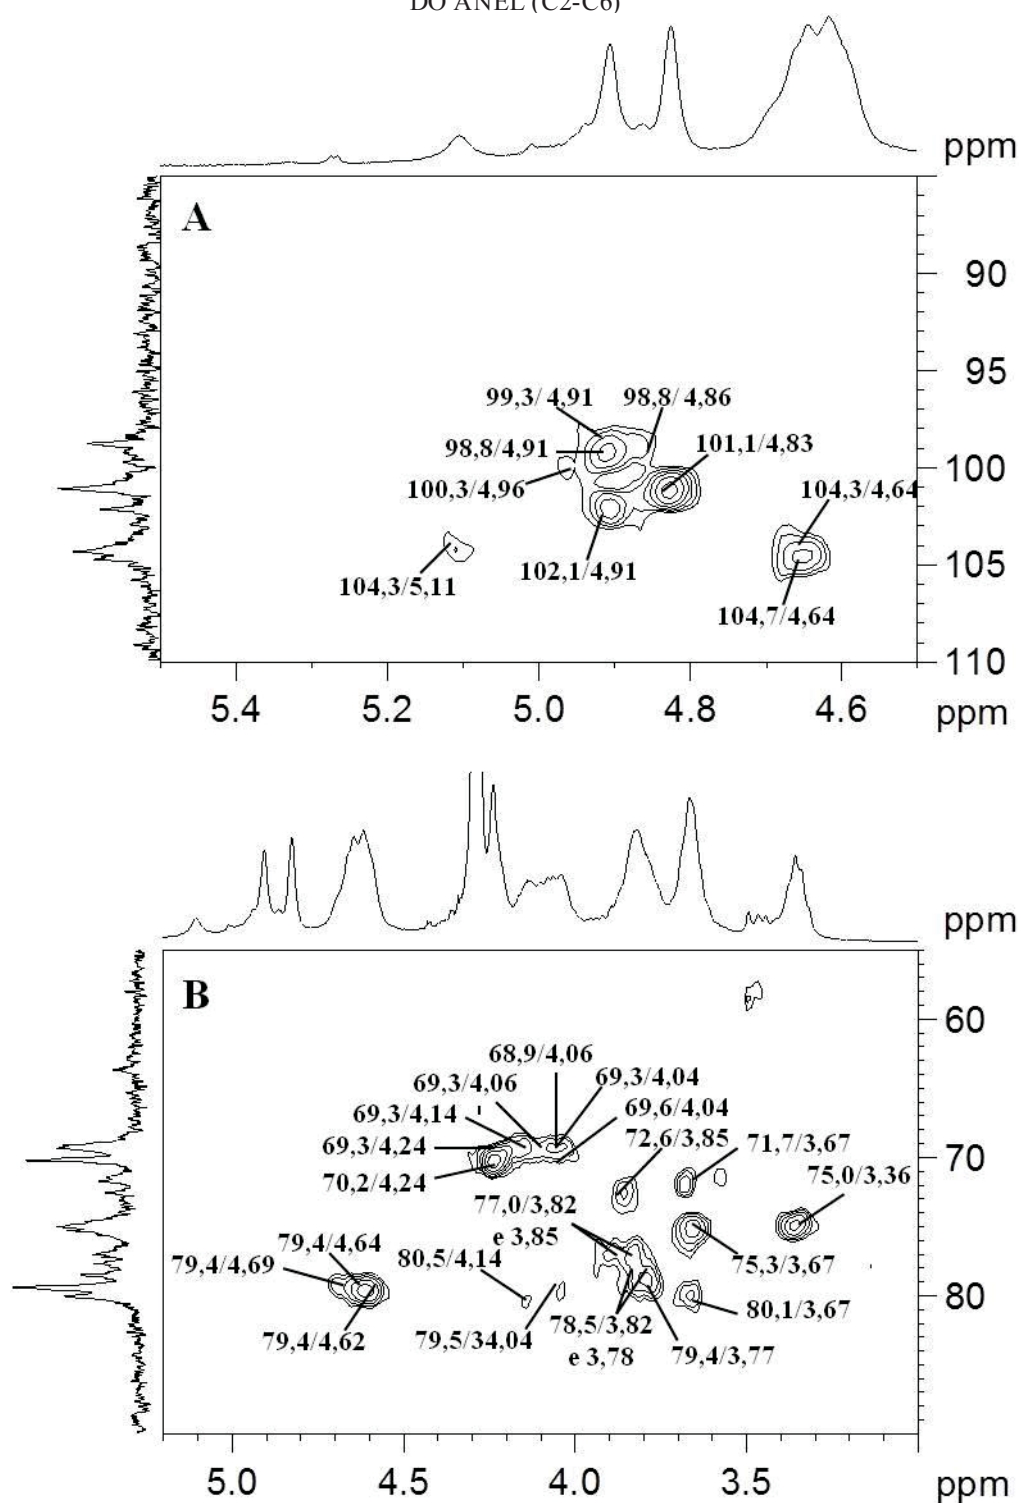 DO ANEL (C2-C6)
ppm
A
90
95
99,3/4,91 98,8/4,86
98,8/4,91 101,1/4,83
100
100,3/4,96 104,3/4,64
104,3/5,11 102,1/4,91
105
104,7/4,64
110
5.4 5.2 5.0 4.8 4.6 ppm
ppm
B
60
68,9/4,06
69,3/4,06 69,3/4,04
69,3/4,14 69,6/4,04
69,3/4,24 72,6/3,85 71,7/3,67
70
70,2/4,24 75,0/3,36
77,0/3,82
e 3,85
79,4/4,64 80,5/4,14
79,4/4,69 75,3/3,67
80
80,1/3,67
79,4/4,62 79,5/34,04 78,5/3,82
e 3,78 79,4/3,77
5.0 4.5 4.0 3.5 ppm